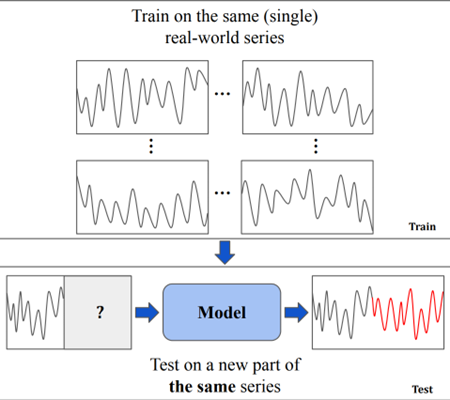 Train on the same (single)
real-world series
...
...
Train
?
Model
Test on a new part of
the same series
Test